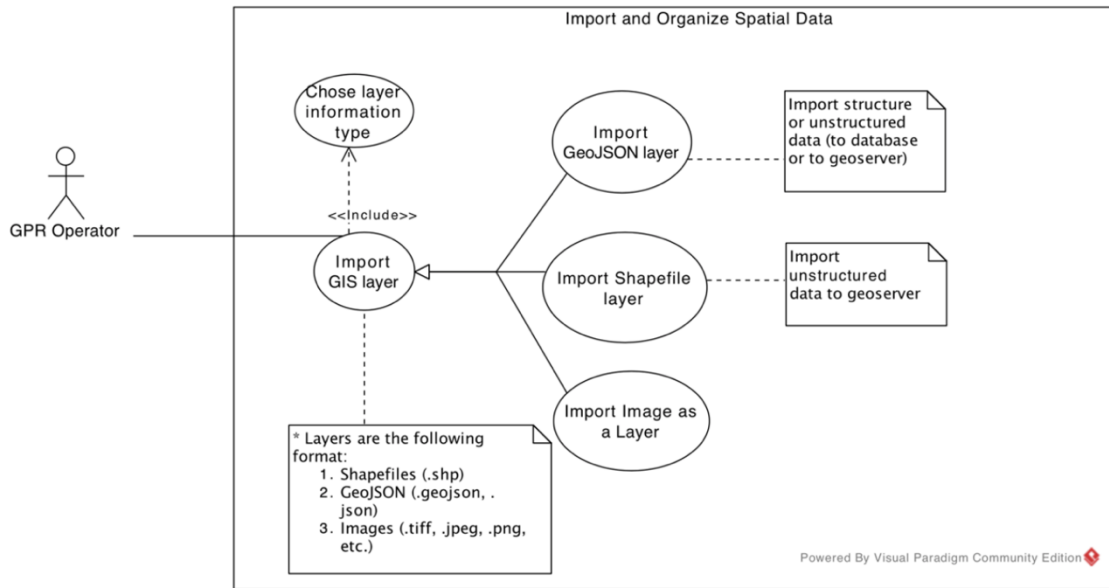 Import and Organize Spatial Data
Chose layer
information
type
Import
GeoJSON layer
Import structure
or unstructured
data (to database
or to geoserver)
<<Include>>
GPR Operator
Import
GIS layer
Import Shapefile
layer
Import
unstructured
data to geoserver
Import Image as
a Layer
* Layers are the following
format:
1. Shapefiles (.shp)
2. GeoJSON (.geojson, .
json)
3. Images (.tiff, .jpeg, .png,
etc.)
Powered By Visual Paradigm Community Edition